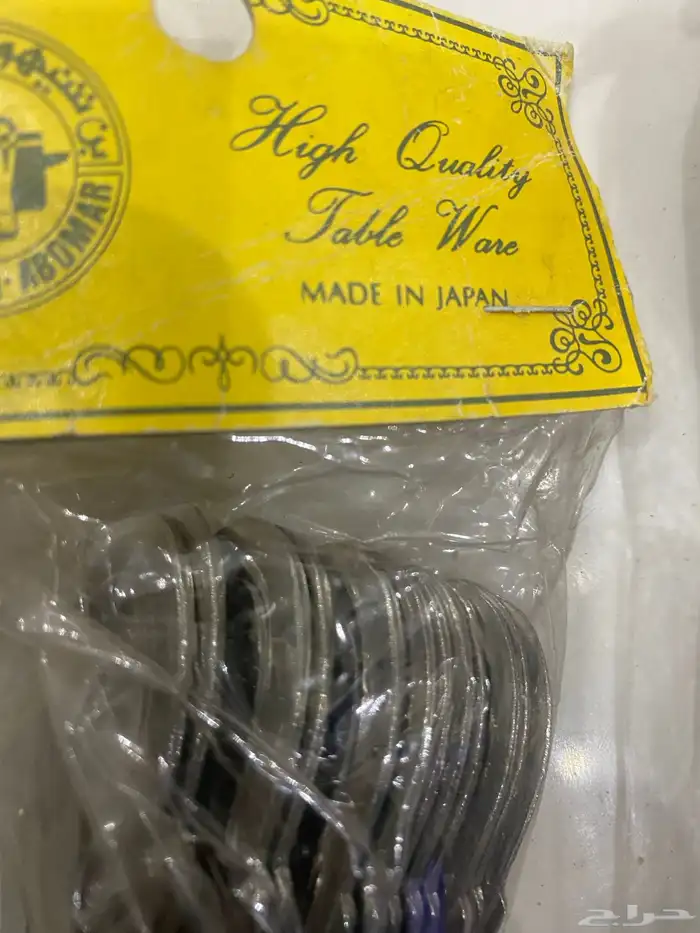 High Quality
Table Ware
MADE IN JAPAN
ABOMAR
حراج